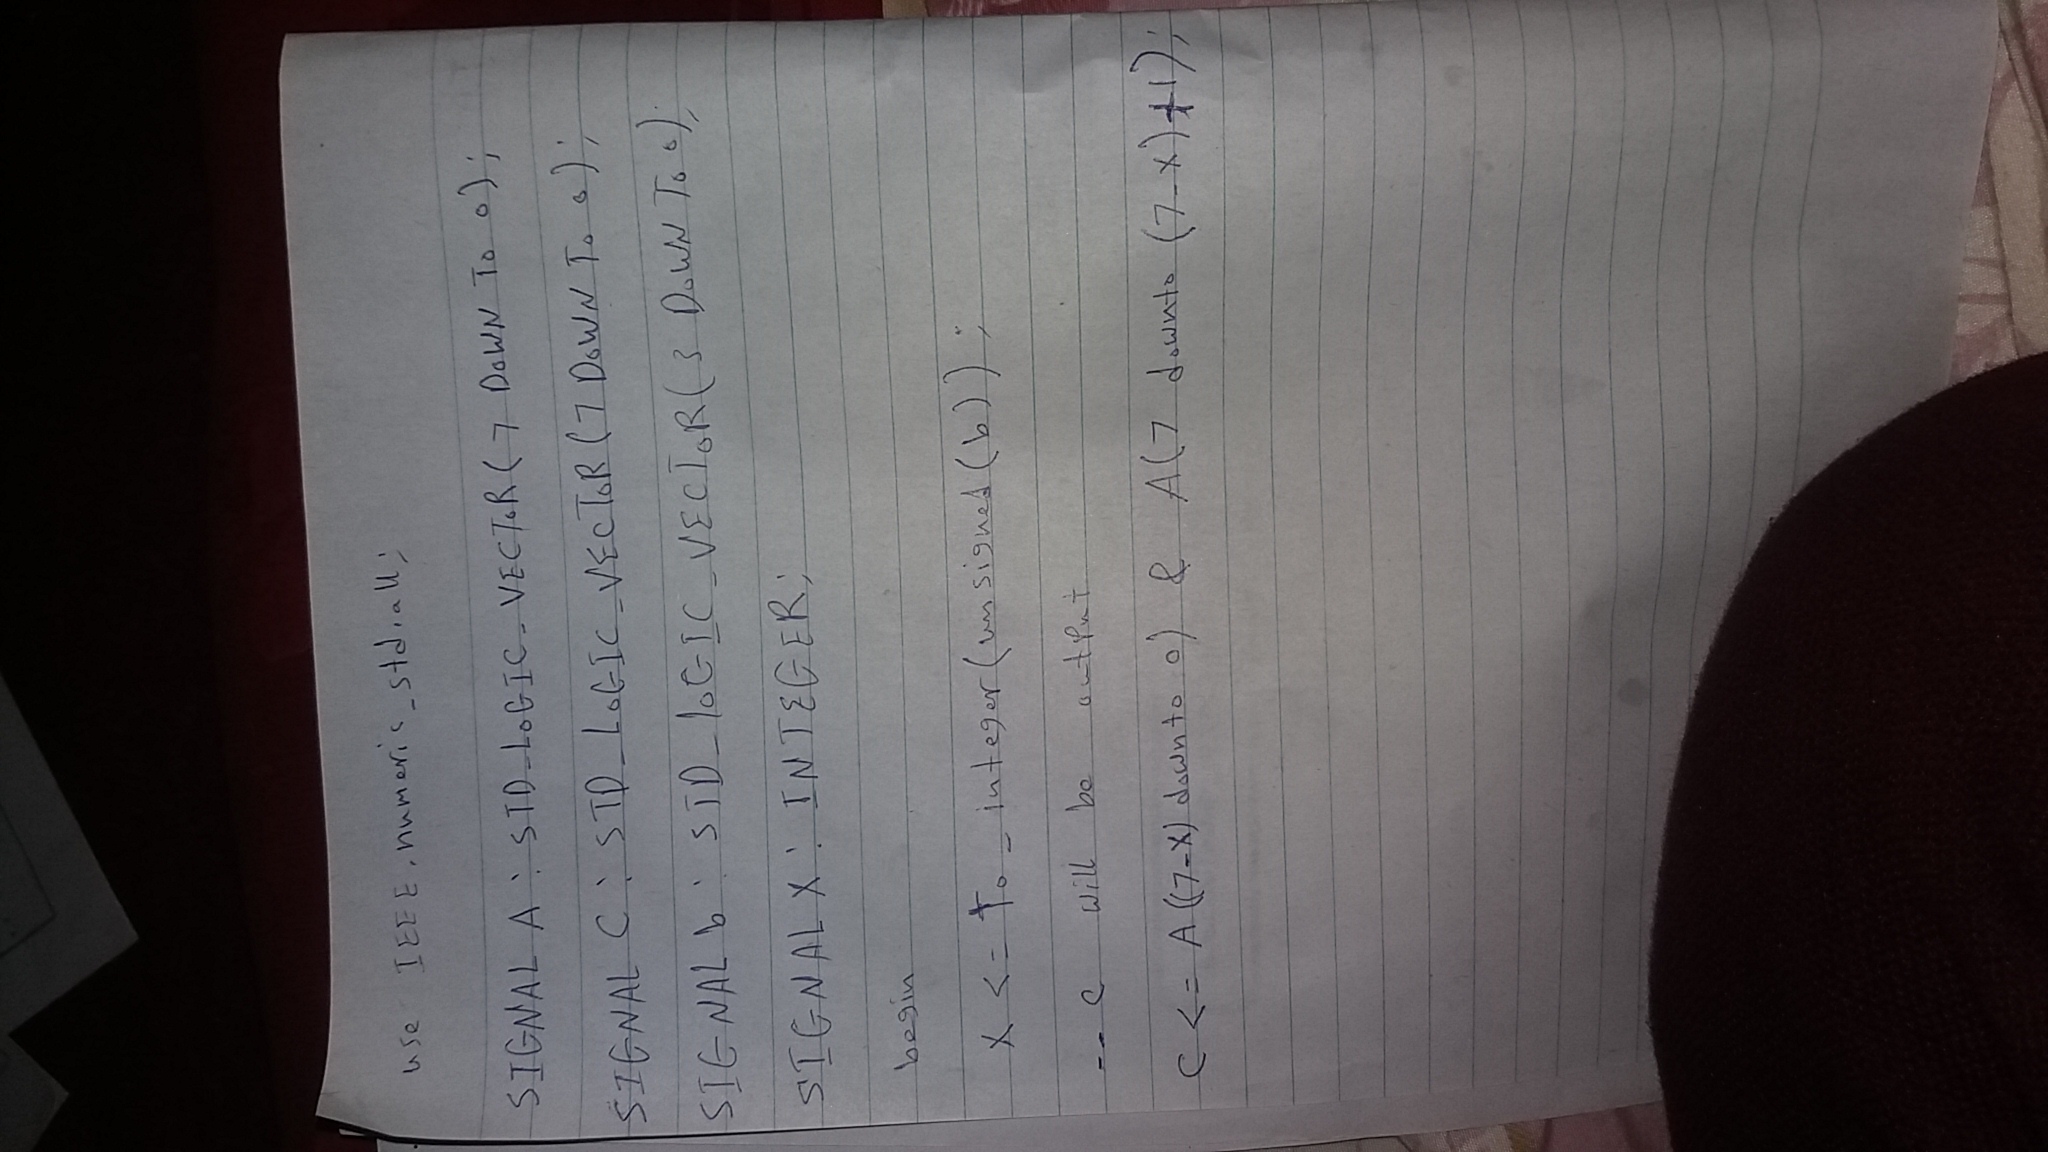 use IEEE.numeric_std.all;
SIGNAL A : STD_LOGIC_VECTOR(7 DOWN TO 0);
SIGNAL C : STD_LOGIC_VECTOR(7 DOWN TO 0);
SIGNAL b : STD_LOGIC_VECTOR(3 DOWN TO 0);
SIGNAL X : INTEGER;
begin
X <= To_integer(unsigned(b));
-- C will be output
C <= A((7-X) downto 0) & A(7 downto (7-X)+1);